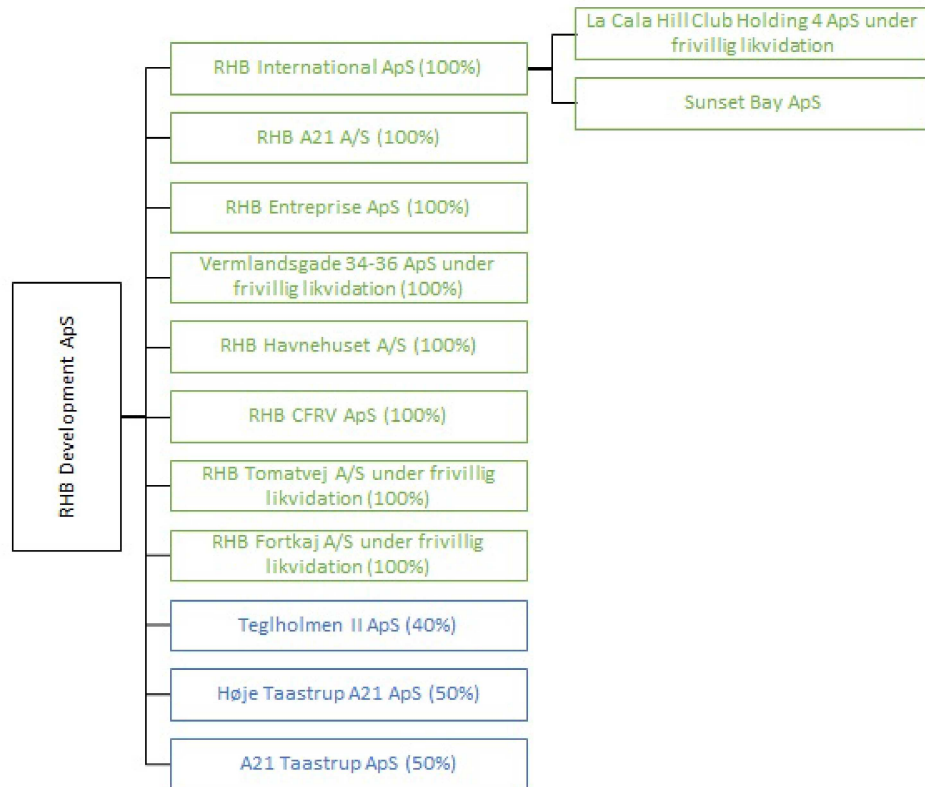 RHB Development ApS
RHB International ApS (100%)
La Cala Hill Club Holding 4 ApS under
frivillig likvidation
Sunset Bay ApS
RHB A21 A/S (100%)
RHB Entreprise ApS (100%)
Vermlandsgade 34-36 ApS under
frivillig likvidation (100%)
RHB Havnehuset A/S (100%)
RHB CFRV ApS (100%)
RHB Tomatvej A/S under frivillig
likvidation (100%)
RHB Fortkaj A/S under frivillig
likvidation (100%)
Teglholmen II ApS (40%)
Høje Taastrup A21 ApS (50%)
A21 Taastrup ApS (50%)